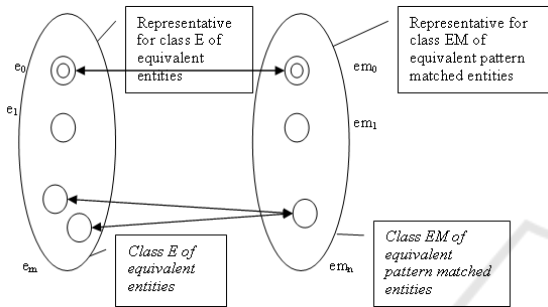 Representative
for class E of
equivalent
entities
Representative for
class EM of
equivalent pattern
matched entities
e0
em0
e1
em1
em
emn
Class E of
equivalent
entities
Class EM of
equivalent
pattern matched
entities